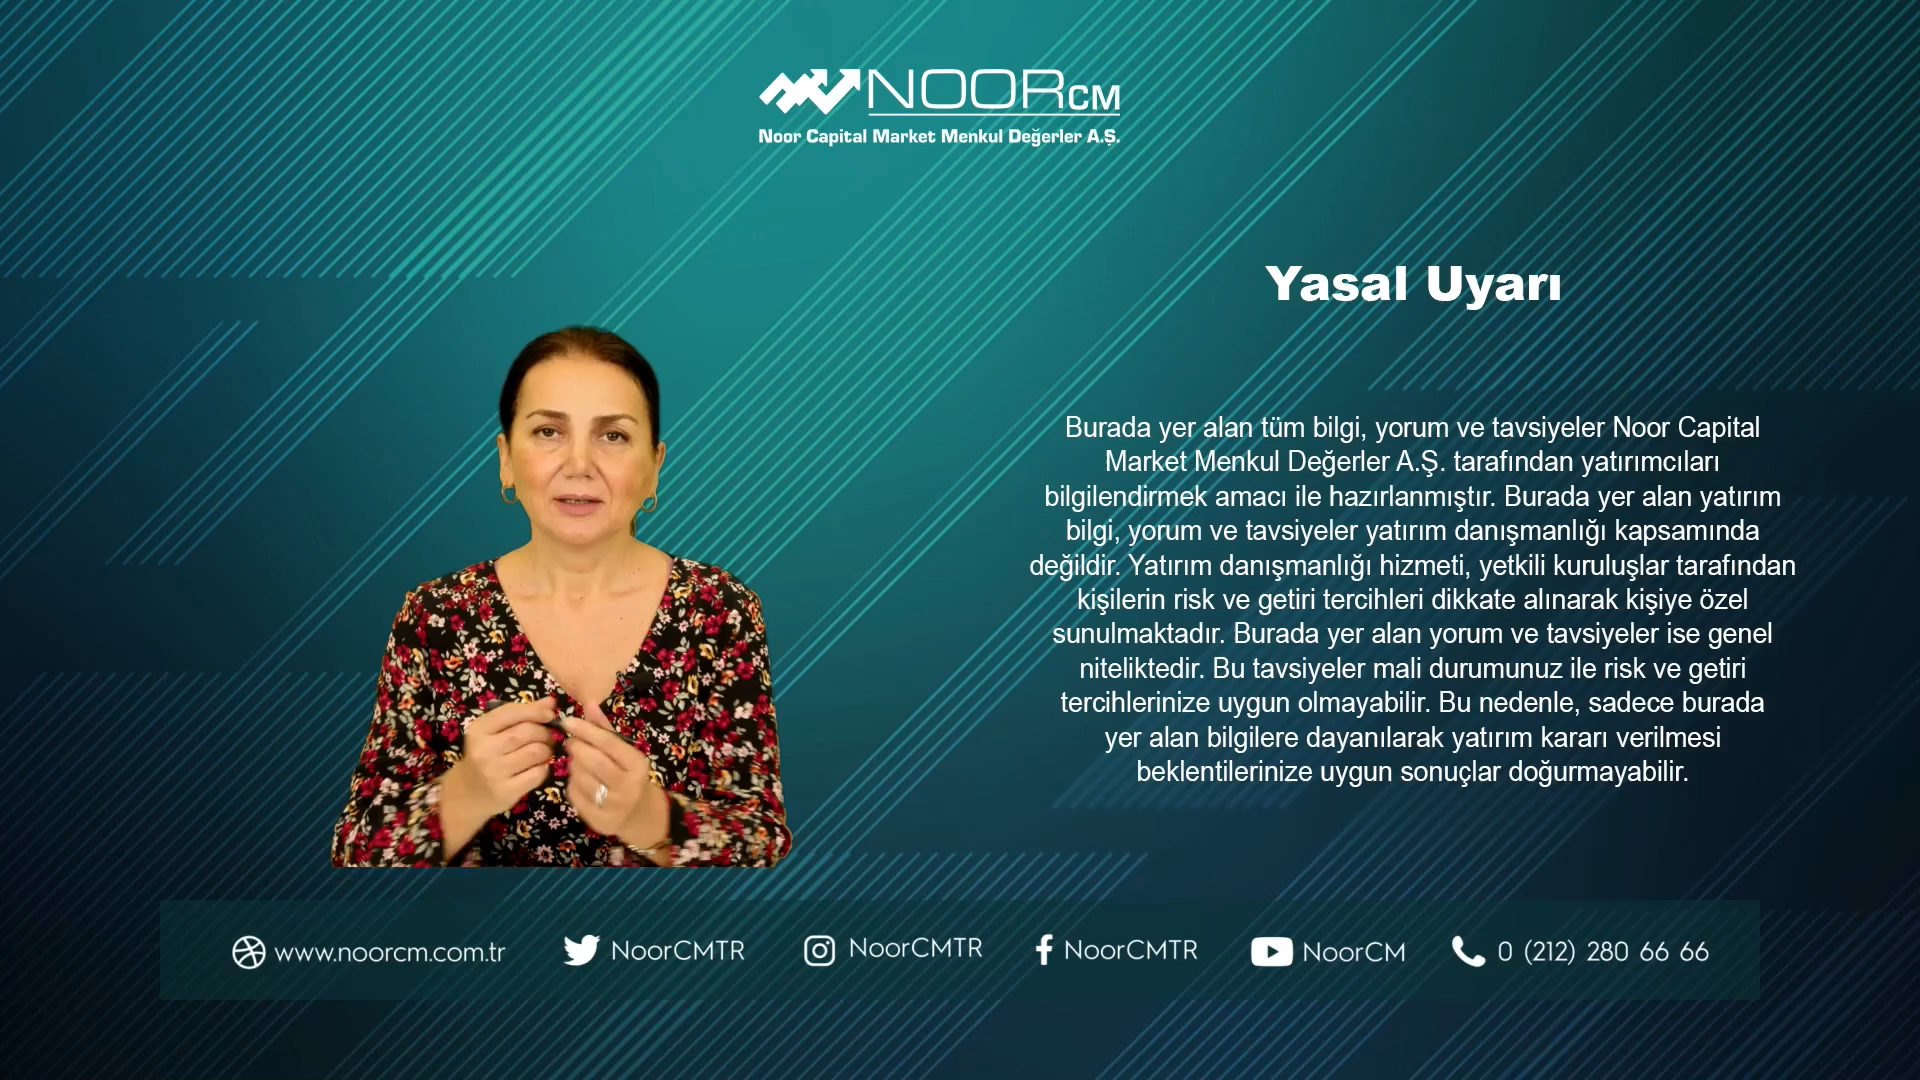 NOORCM
Noor Capital Market Menkul Değerler A.Ş.
Yasal Uyarı
Burada yer alan tüm bilgi, yorum ve tavsiyeler Noor Capital
Market Menkul Değerler A.Ş. tarafından yatırımcıları
bilgilendirmek amacı ile hazırlanmıştır. Burada yer alan yatırım
bilgi, yorum ve tavsiyeler yatırım danışmanlığı kapsamında
değildir. Yatırım danışmanlığı hizmeti, yetkili kuruluşlar tarafından
kişilerin risk ve getiri tercihleri dikkate alınarak kişiye özel
sunulmaktadır. Burada yer alan yorum ve tavsiyeler ise genel
niteliktedir. Bu tavsiyeler mali durumunuz ile risk ve getiri
tercihlerinize uygun olmayabilir. Bu nedenle, sadece burada
yer alan bilgilere dayanılarak yatırım kararı verilmesi
beklentilerinize uygun sonuçlar doğurmayabilir.
www.noorcm.com.tr
NoorCMTR
NoorCMTR
NoorCMTR
NoorCM
0 (212) 280 66 66